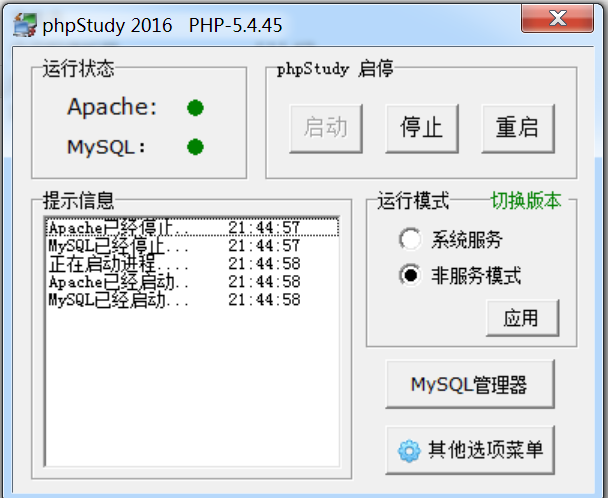 phpStudy 2016 PHP-5.4.45
运行状态
Apache:
MySQL:
phpStudy 启停
启动
停止
重启
提示信息
Apache已经停止.. 21:44:57
MySQL已经停止... 21:44:57
正在启动进程.... 21:44:58
Apache已经启动.. 21:44:58
MySQL已经启动... 21:44:58
运行模式
切换版本
系统服务
非服务模式
应用
MySQL管理器
其他选项菜单